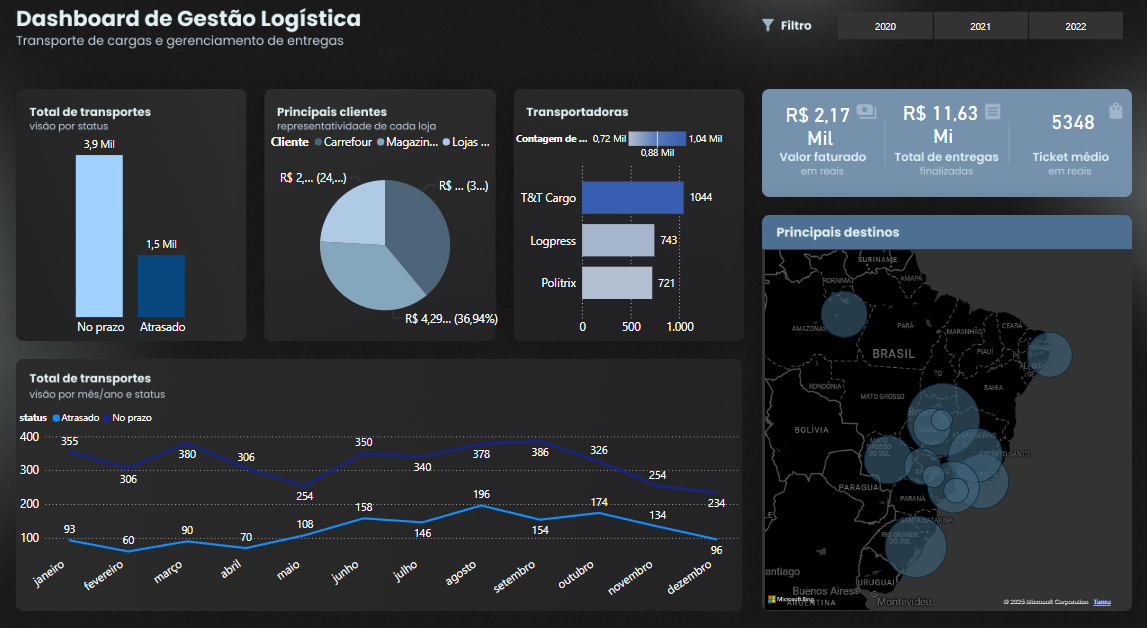 Dashboard de Gestão Logística
Transporte de cargas e gerenciamento de entregas
Filtro
2020
2021
2022
Total de transportes
visão por status
3,9 Mil
1,5 Mil
No prazo
Atrasado
Principais clientes
representatividade de cada loja
Cliente Carrefour Magazin... Lojas ...
R$ 2,... (24,...)
R$ ... (3...)
R$ 4,29... (36,94%)
Transportadoras
Contagem de ... 0,72 Mil 1,04 Mil
0,88 Mil
T&T Cargo 1044
Logpress 743
Politrix 721
0 500 1.000
R$ 2,17
Mil
Valor faturado
em reais
R$ 11,63
Mi
Total de entregas
finalizadas
5348
Ticket médio
em reais
Principais destinos
SURINAME
RORAIMA
AMAPÁ
AMAZONAS
PARÁ
MARANHÃO
CEARÁ
BRASIL
PIAUÍ
TO
RONDÔNIA
BAHIA
MATO GROSSO
BOLÍVIA
MATO
GROSSO
DO SUL
ESPÍRITO SANTO
PARAGUAI
PARANÁ
SANTA CATARINA
RIO GRANDE
DO SUL
antiago
URUGUAI
Buenos Aires
ARGENTINA
Montevideu
Microsoft Bing
© 2025 Microsoft Corporation Terms
Total de transportes
visão por mês/ano e status
status Atrasado No prazo
400
300
200
100
355
306
380
306
254
350
340
378
386
326
254
234
93
60
90
70
108
158
146
196
154
174
134
96
janeiro
fevereiro
março
abril
maio
junho
julho
agosto
setembro
outubro
novembro
dezembro